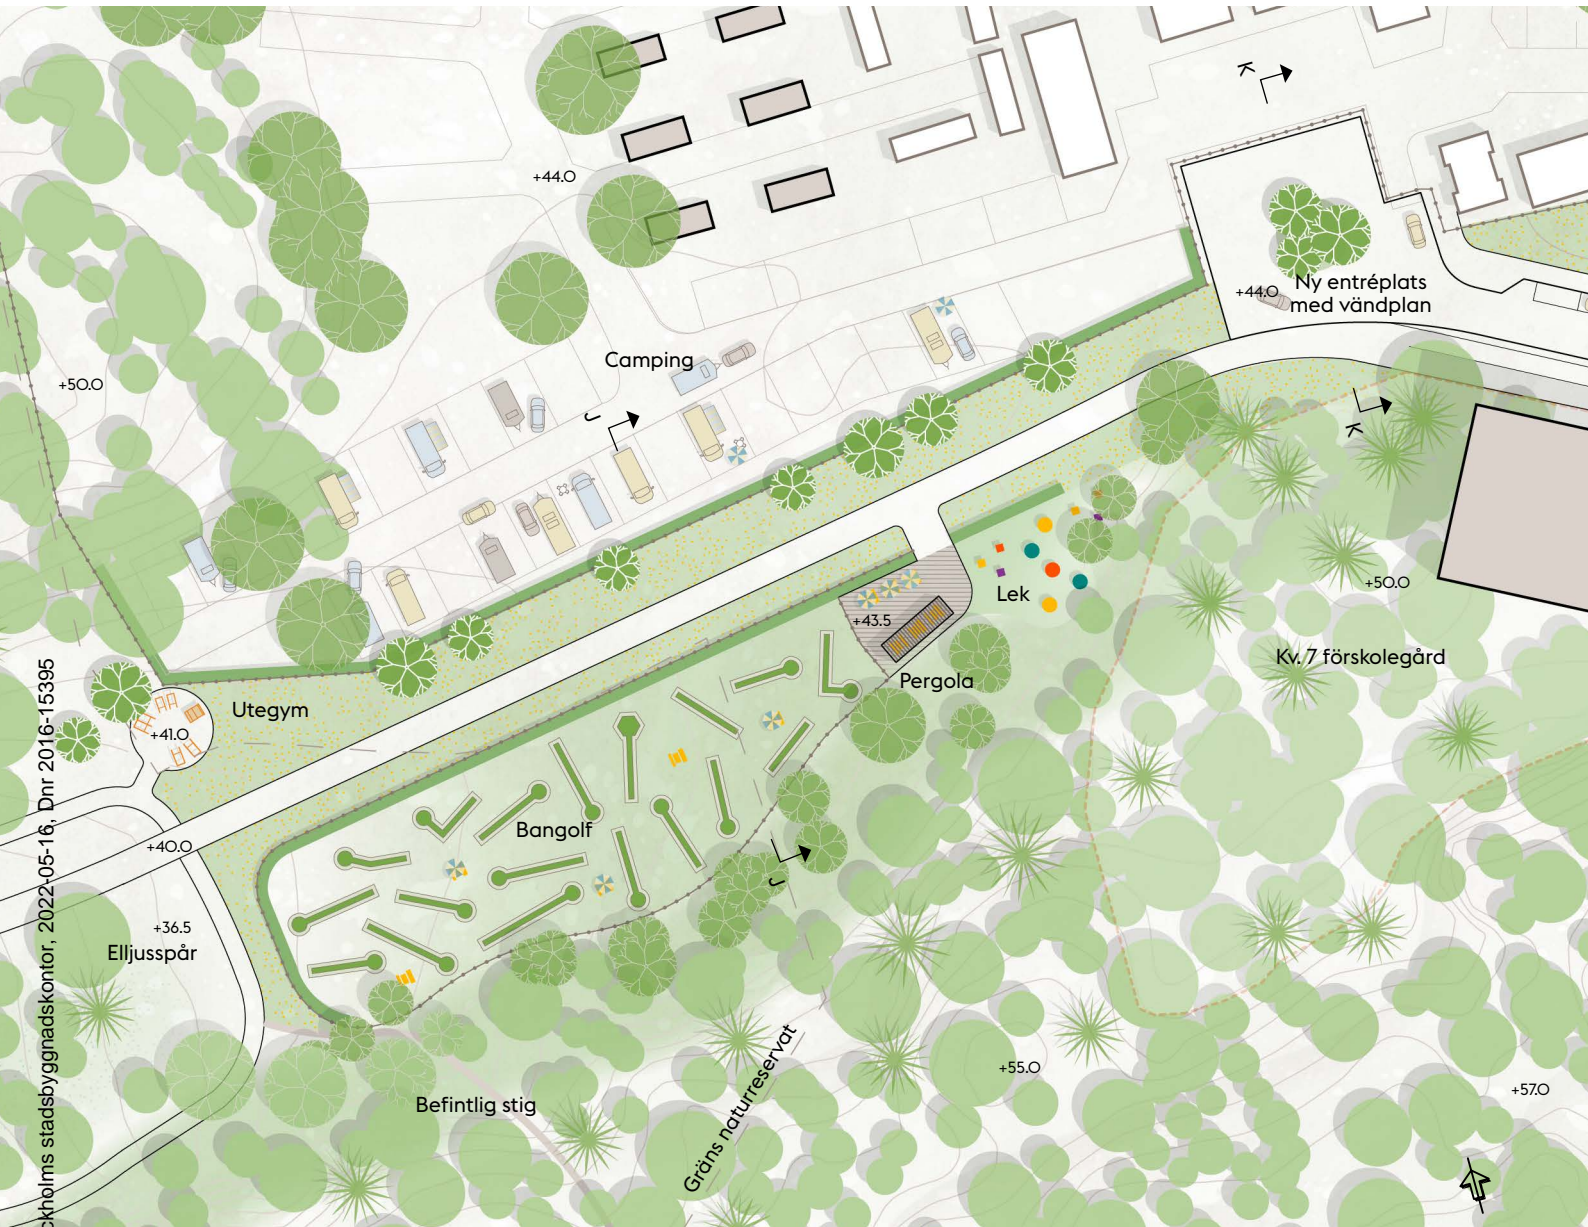 K
+44.0
Ny entréplats
+44.0
med vändplan
Camping
+50.0
J
K
+50.0
Lek
+43.5
Kv. 7 förskolegård
Pergola
Utegym
+41.0
Bangolf
+40.0
J
+36.5
Elljusspår
+55.0
+57.0
Befintlig stig
Gräns naturreservat
ckholms stadsbyggnadskontor, 2022-05-16, Dnr 2016-15395